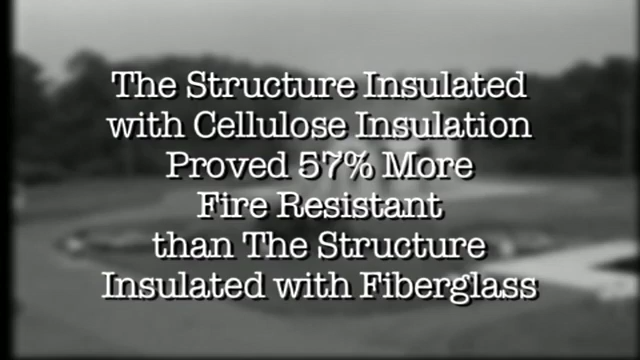 The Structure Insulated
with Cellulose Insulation
Proved 57% More
Fire Resistant
than The Structure
Insulated with Fiberglass